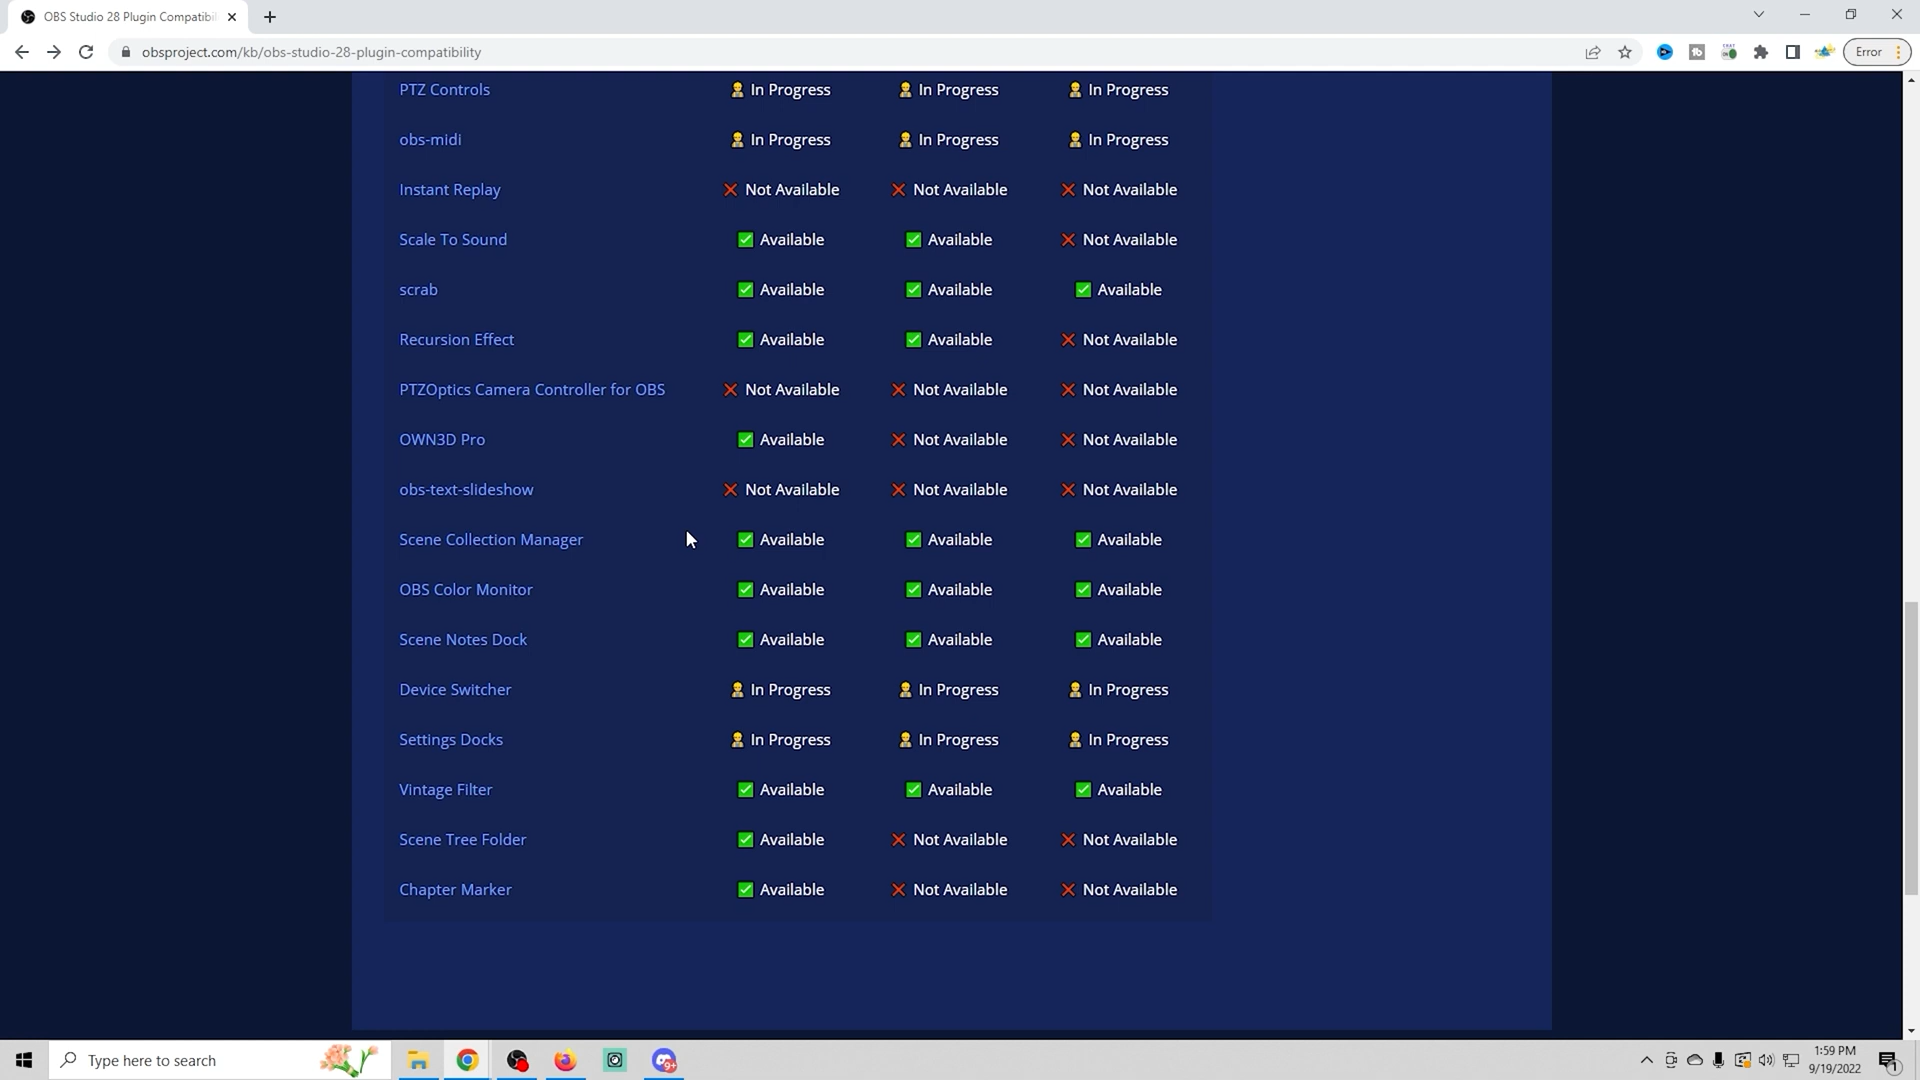 OBS Studio 28 Plugin Compatibil
obsproject.com/kb/obs-studio-28-plugin-compatibility
Error
PTZ Controls In Progress In Progress In Progress
obs-midi In Progress In Progress In Progress
Instant Replay Not Available Not Available Not Available
Scale To Sound Available Available Not Available
scrab Available Available Available
Recursion Effect Available Available Not Available
PTZOptics Camera Controller for OBS Not Available Not Available Not Available
OWN3D Pro Available Not Available Not Available
obs-text-slideshow Not Available Not Available Not Available
Scene Collection Manager Available Available Available
OBS Color Monitor Available Available Available
Scene Notes Dock Available Available Available
Device Switcher In Progress In Progress In Progress
Settings Docks In Progress In Progress In Progress
Vintage Filter Available Available Available
Scene Tree Folder Available Not Available Not Available
Chapter Marker Available Not Available Not Available
Type here to search
9+
1:59 PM
9/19/2022
1